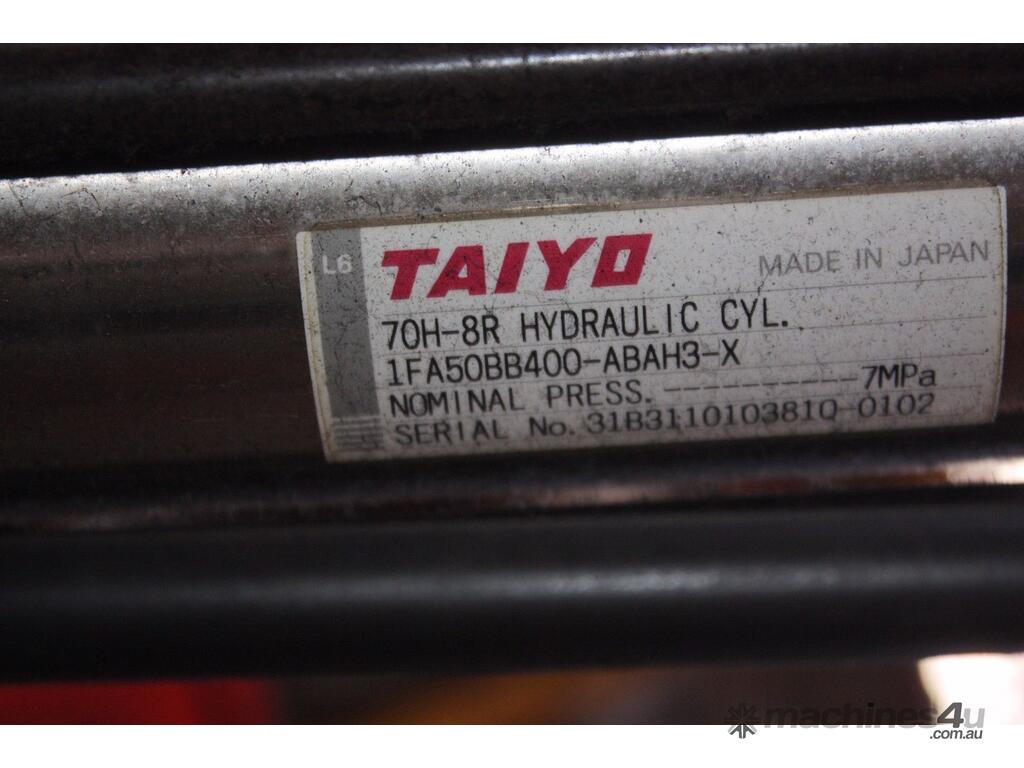 L6
TAIYO
MADE IN JAPAN
70H-8R HYDRAULIC CYL.
1FA50BB400-ABAH3-X
NOMINAL PRESS.----------7MPa
SERIAL No. 31B3110103810-0102
machines4u
.com.au